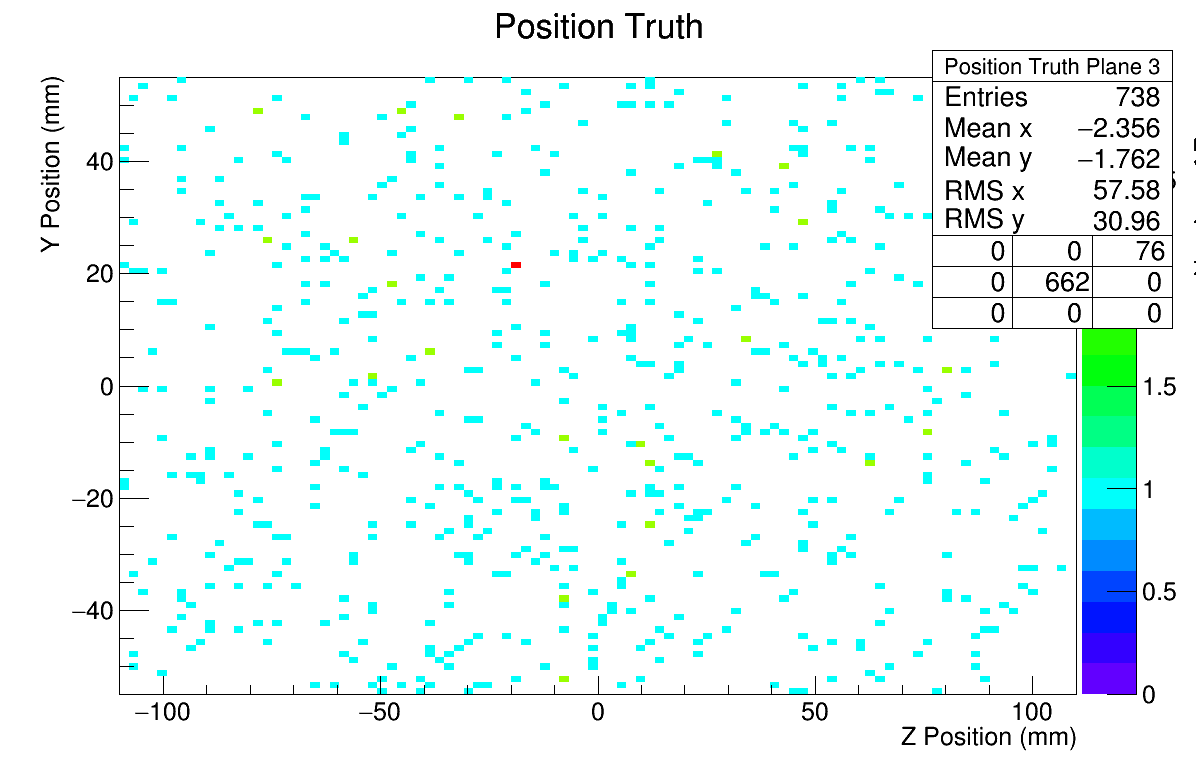 Position Truth
Y Position (mm)
Position Truth Plane 3
Entries 738
Mean x −2.356
Mean y −1.762
RMS x 57.58
RMS y 30.96
0 0 76
0 662 0
0 0 0
40
20
0
−20
−40
1.5
1
0.5
0
−100 −50 0 50 100
Z Position (mm)